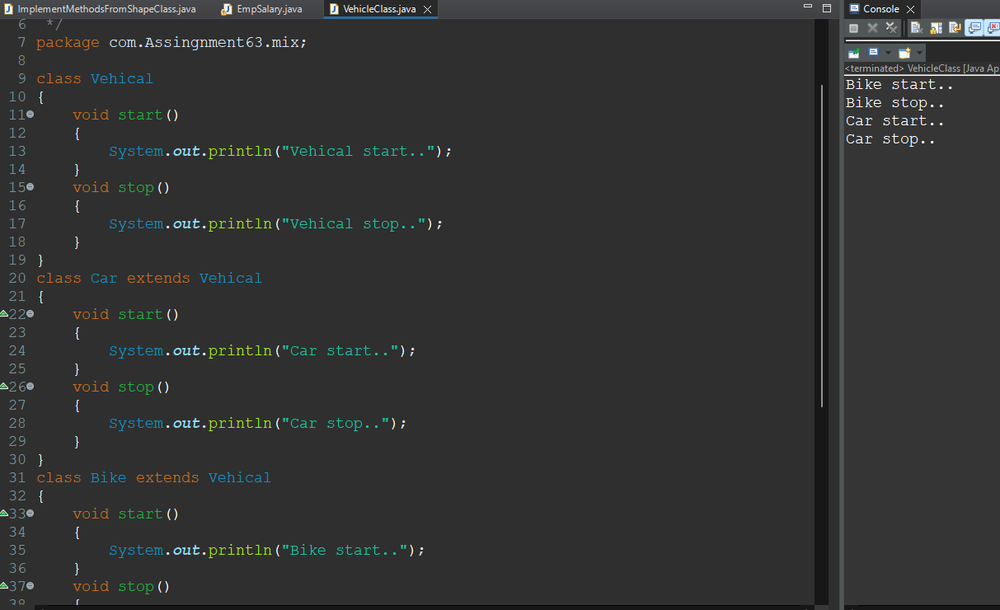 ImplementMethodsFromShapeClass.java EmpSalary.java VehicleClass.java
6 */
7 package com.Assingnment63.mix;
8
9 class Vehical
10 {
11 void start()
12 {
13 System.out.println("Vehical start..");
14 }
15 void stop()
16 {
17 System.out.println("Vehical stop..");
18 }
19 }
20 class Car extends Vehical
21 {
22 void start()
23 {
24 System.out.println("Car start..");
25 }
26 void stop()
27 {
28 System.out.println("Car stop..");
29 }
30 }
31 class Bike extends Vehical
32 {
33 void start()
34 {
35 System.out.println("Bike start..");
36 }
37 void stop()
38 {
Console
<terminated> VehicleClass [Java Ap
Bike start..
Bike stop..
Car start..
Car stop..